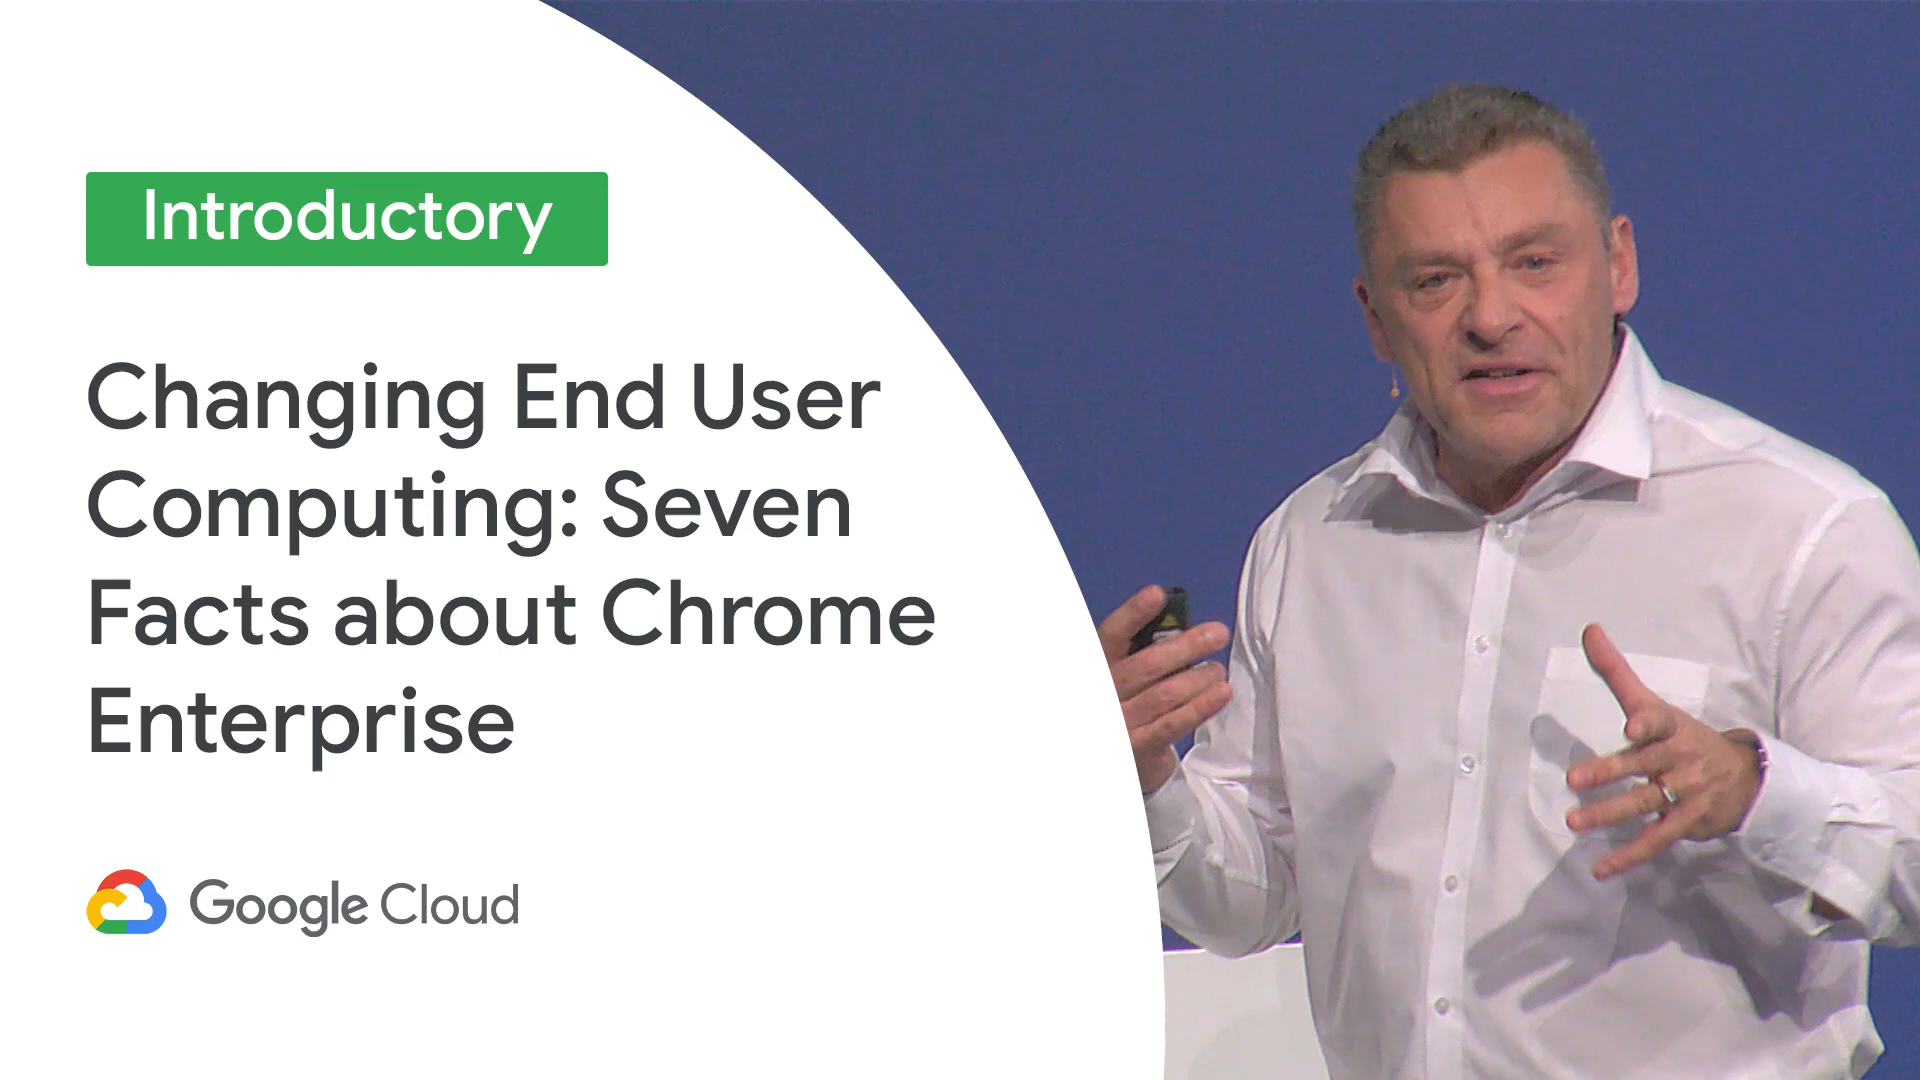 Introductory
Changing End User
Computing: Seven
Facts about Chrome
Enterprise
Google Cloud